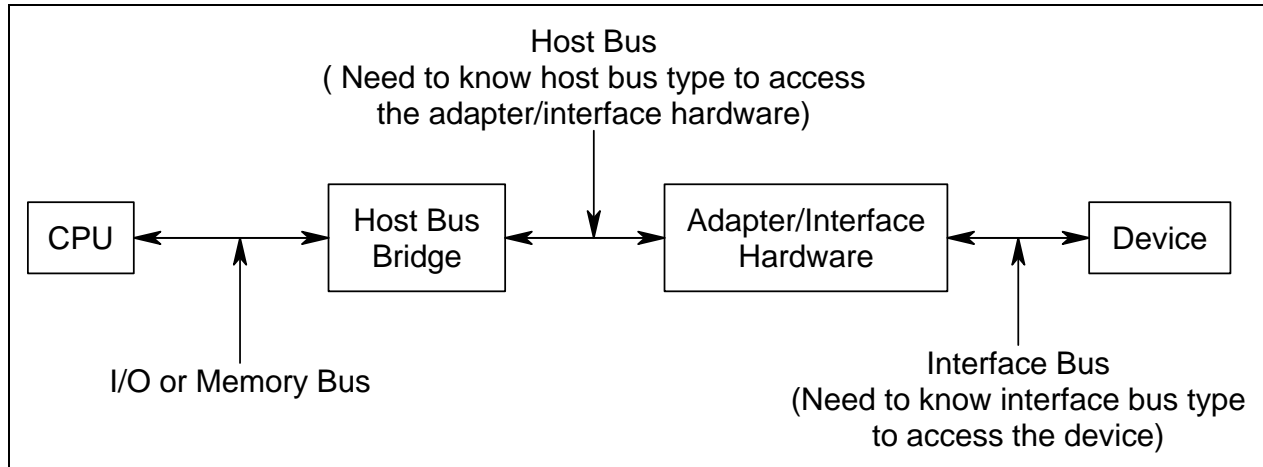 Host Bus
( Need to know host bus type to access
the adapter/interface hardware)
CPU
Host Bus
Bridge
Adapter/Interface
Hardware
Device
I/O or Memory Bus
Interface Bus
(Need to know interface bus type
to access the device)